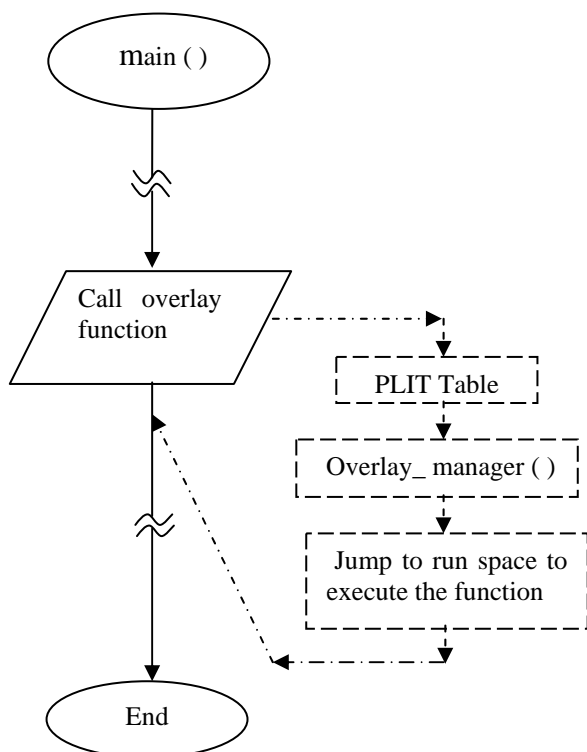 main ( )
Call overlay
function
PLIT Table
Overlay_ manager ( )
Jump to run space to
execute the function
End